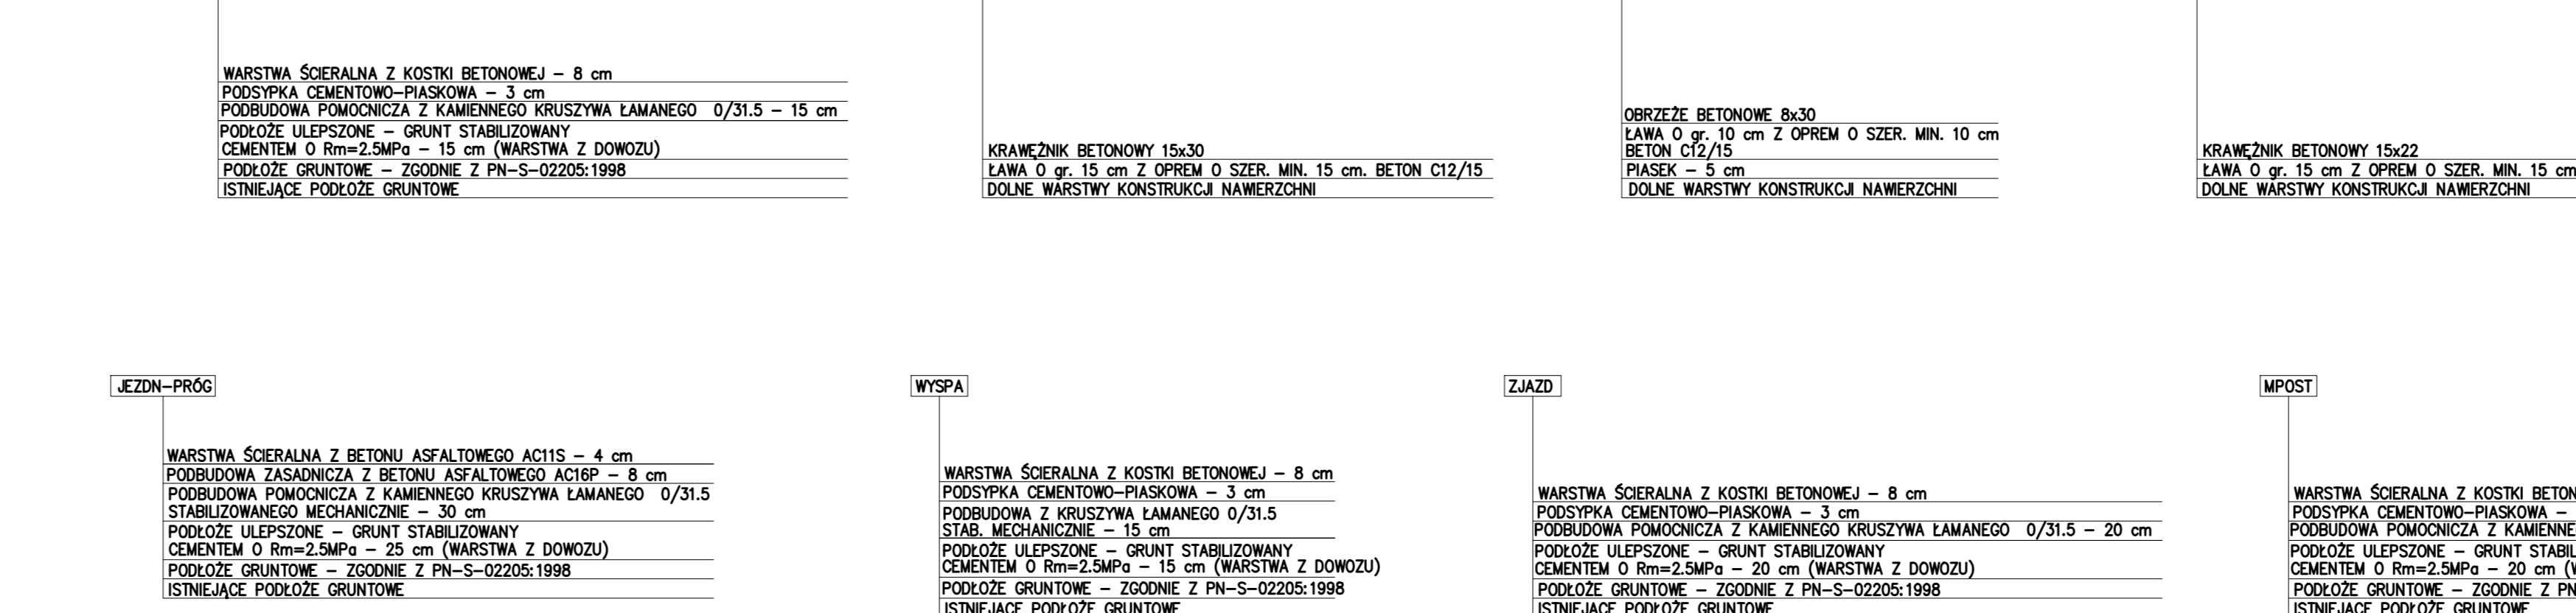 WARSTWA ŚCIERALNA Z KOSTKI BETONOWEJ – 8 cm
PODSYPKA CEMENTOWO–PIASKOWA – 3 cm
PODBUDOWA POMOCNICZA Z KAMIENNEGO KRUSZYWA ŁAMANEGO 0/31.5 – 15 cm
PODŁOŻE ULEPSZONE – GRUNT STABILIZOWANY
CEMENTEM O Rm=2.5MPa – 15 cm (WARSTWA Z DOWOZU)
PODŁOŻE GRUNTOWE – ZGODNIE Z PN–S–02205:1998
ISTNIEJĄCE PODŁOŻE GRUNTOWE
KRAWĘŻNIK BETONOWY 15x30
ŁAWA O gr. 15 cm Z OPREM O SZER. MIN. 15 cm. BETON C12/15
DOLNE WARSTWY KONSTRUKCJI NAWIERZCHNI
OBRZEŻE BETONOWE 8x30
ŁAWA O gr. 10 cm Z OPREM O SZER. MIN. 10 cm
BETON C12/15
PIASEK – 5 cm
DOLNE WARSTWY KONSTRUKCJI NAWIERZCHNI
KRAWĘŻNIK BETONOWY 15x22
ŁAWA O gr. 15 cm Z OPREM O SZER. MIN. 15 cm
DOLNE WARSTWY KONSTRUKCJI NAWIERZCHNI
JEZDN–PRÓG
WARSTWA ŚCIERALNA Z BETONU ASFALTOWEGO AC11S – 4 cm
PODBUDOWA ZASADNICZA Z BETONU ASFALTOWEGO AC16P – 8 cm
PODBUDOWA POMOCNICZA Z KAMIENNEGO KRUSZYWA ŁAMANEGO 0/31.5
STABILIZOWANEGO MECHANICZNIE – 30 cm
PODŁOŻE ULEPSZONE – GRUNT STABILIZOWANY
CEMENTEM O Rm=2.5MPa – 25 cm (WARSTWA Z DOWOZU)
PODŁOŻE GRUNTOWE – ZGODNIE Z PN–S–02205:1998
ISTNIEJĄCE PODŁOŻE GRUNTOWE
WYSPA
WARSTWA ŚCIERALNA Z KOSTKI BETONOWEJ – 8 cm
PODSYPKA CEMENTOWO–PIASKOWA – 3 cm
PODBUDOWA Z KRUSZYWA ŁAMANEGO 0/31.5
STAB. MECHANICZNIE – 15 cm
PODŁOŻE ULEPSZONE – GRUNT STABILIZOWANY
CEMENTEM O Rm=2.5MPa – 15 cm (WARSTWA Z DOWOZU)
PODŁOŻE GRUNTOWE – ZGODNIE Z PN–S–02205:1998
ISTNIEJĄCE PODŁOŻE GRUNTOWE
ZJAZD
WARSTWA ŚCIERALNA Z KOSTKI BETONOWEJ – 8 cm
PODSYPKA CEMENTOWO–PIASKOWA – 3 cm
PODBUDOWA POMOCNICZA Z KAMIENNEGO KRUSZYWA ŁAMANEGO 0/31.5 – 20 cm
PODŁOŻE ULEPSZONE – GRUNT STABILIZOWANY
CEMENTEM O Rm=2.5MPa – 20 cm (WARSTWA Z DOWOZU)
PODŁOŻE GRUNTOWE – ZGODNIE Z PN–S–02205:1998
ISTNIEJĄCE PODŁOŻE GRUNTOWE
MPOST
WARSTWA ŚCIERALNA Z KOSTKI BETON
PODSYPKA CEMENTOWO–PIASKOWA –
PODBUDOWA POMOCNICZA Z KAMIENNE
PODŁOŻE ULEPSZONE – GRUNT STABIL
CEMENTEM O Rm=2.5MPa – 20 cm (
PODŁOŻE GRUNTOWE – ZGODNIE Z PN
ISTNIEJĄCE PODŁOŻE GRUNTOWE